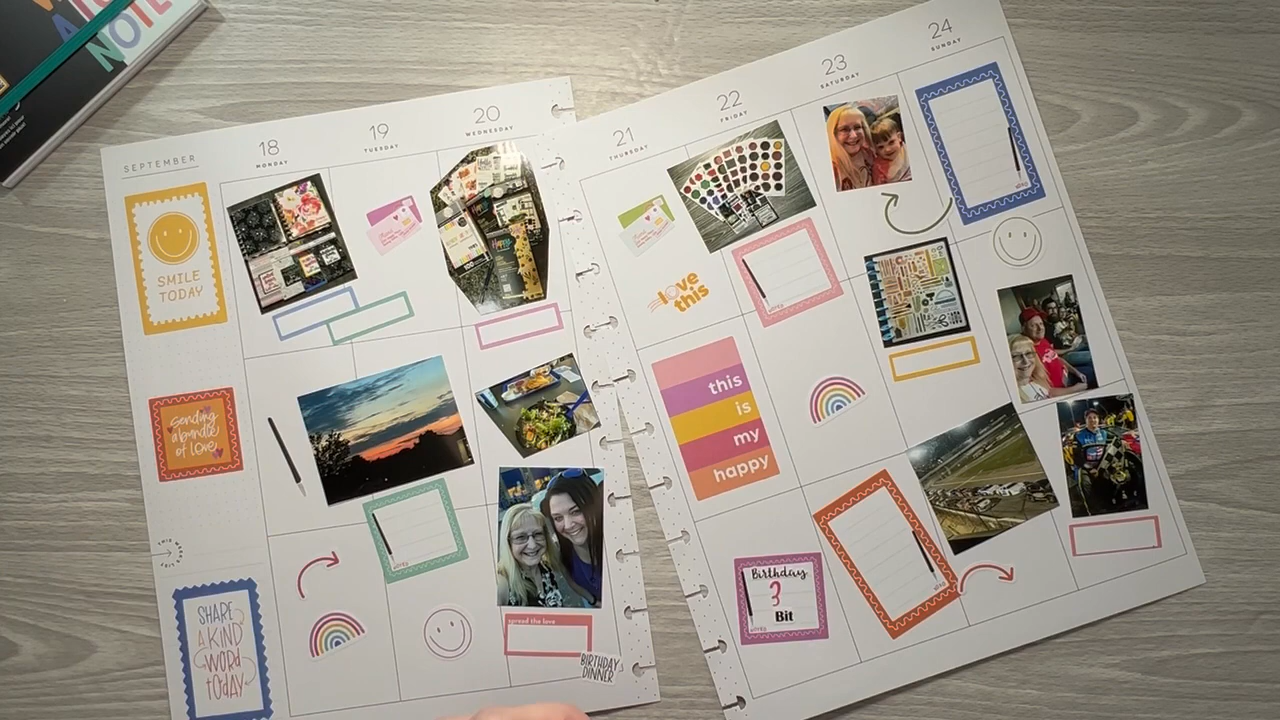 NOTE
SEPTEMBER
18
MONDAY
19
TUESDAY
20
WEDNESDAY
SMILE
TODAY
sending
a bundle
of love
SHARE
A KIND
WORD
TODAY
spread the love
BIRTHDAY
DINNER
21
THURSDAY
22
FRIDAY
23
SATURDAY
24
SUNDAY
love
this
this
is
my
happy
Birthday
3
Bit